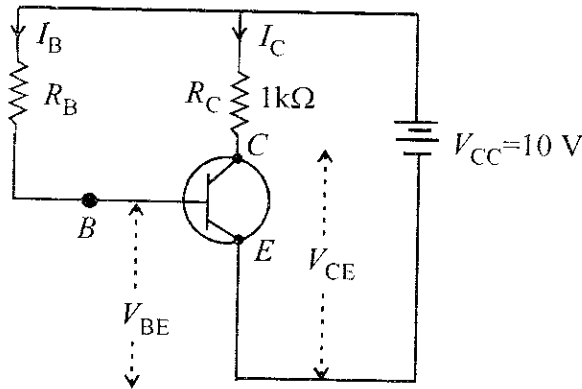 I_B
I_C
R_B
R_C
1kΩ
C
V_CC=10 V
B
E
V_CE
V_BE